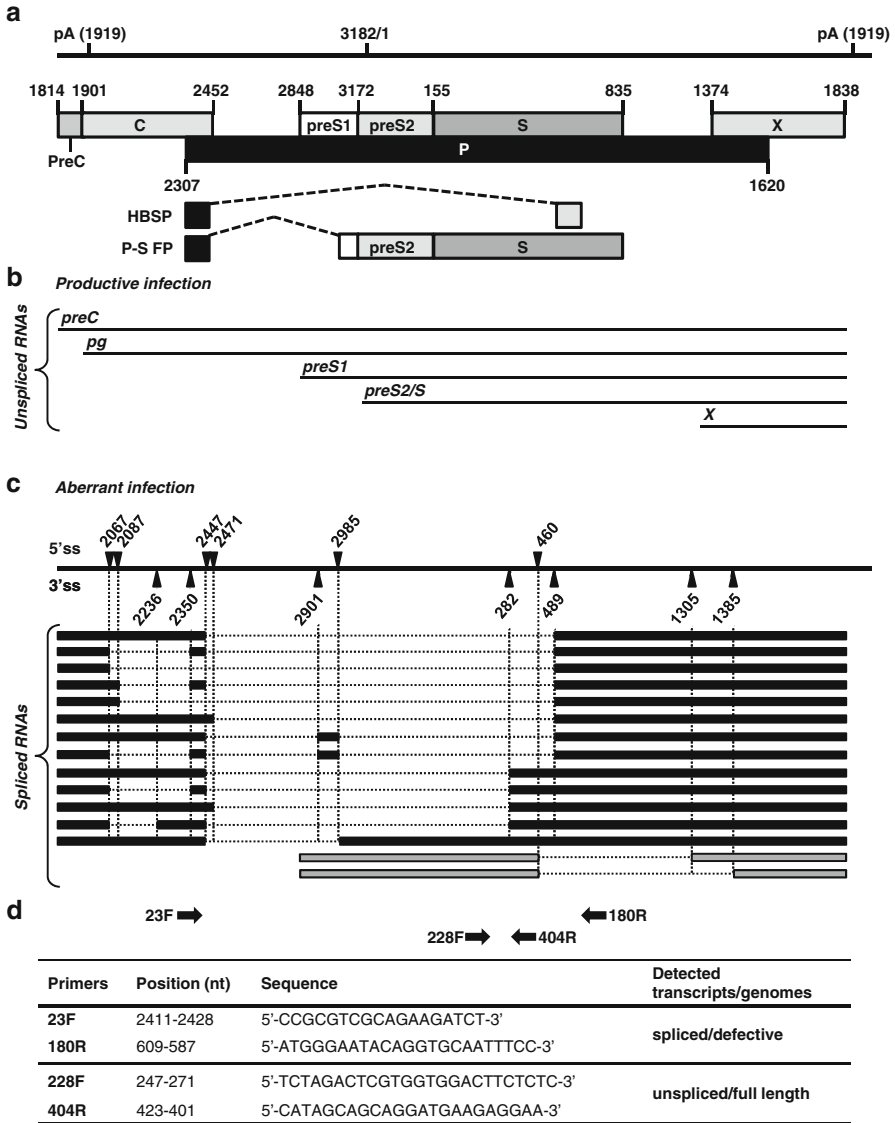 a
pA (1919) 3182/1 pA (1919)
1814 1901 2452 2848 3172 155 835 1374 1838
C preS1 preS2 S X
PreC P
2307 1620
HBSP
P-S FP preS2 S
b Productive infection
Unspliced RNAs
preC
pg
preS1
preS2/S
X
c Aberrant infection
2067 2087 2447 2471 2985 460
5'ss
3'ss
2236 2350 2901 282 489 1305 1385
Spliced RNAs
d
23F 180R
228F 404R
Primers Position (nt) Sequence Detected transcripts/genomes
23F 2411-2428 5'-CCGCGTCGCAGAAGATCT-3' spliced/defective
180R 609-587 5'-ATGGGAATACAGGTGCAATTTCC-3'
228F 247-271 5'-TCTAGACTCGTGGTGGACTTCTCTC-3' unspliced/full length
404R 423-401 5'-CATAGCAGCAGGATGAAGAGGAA-3'